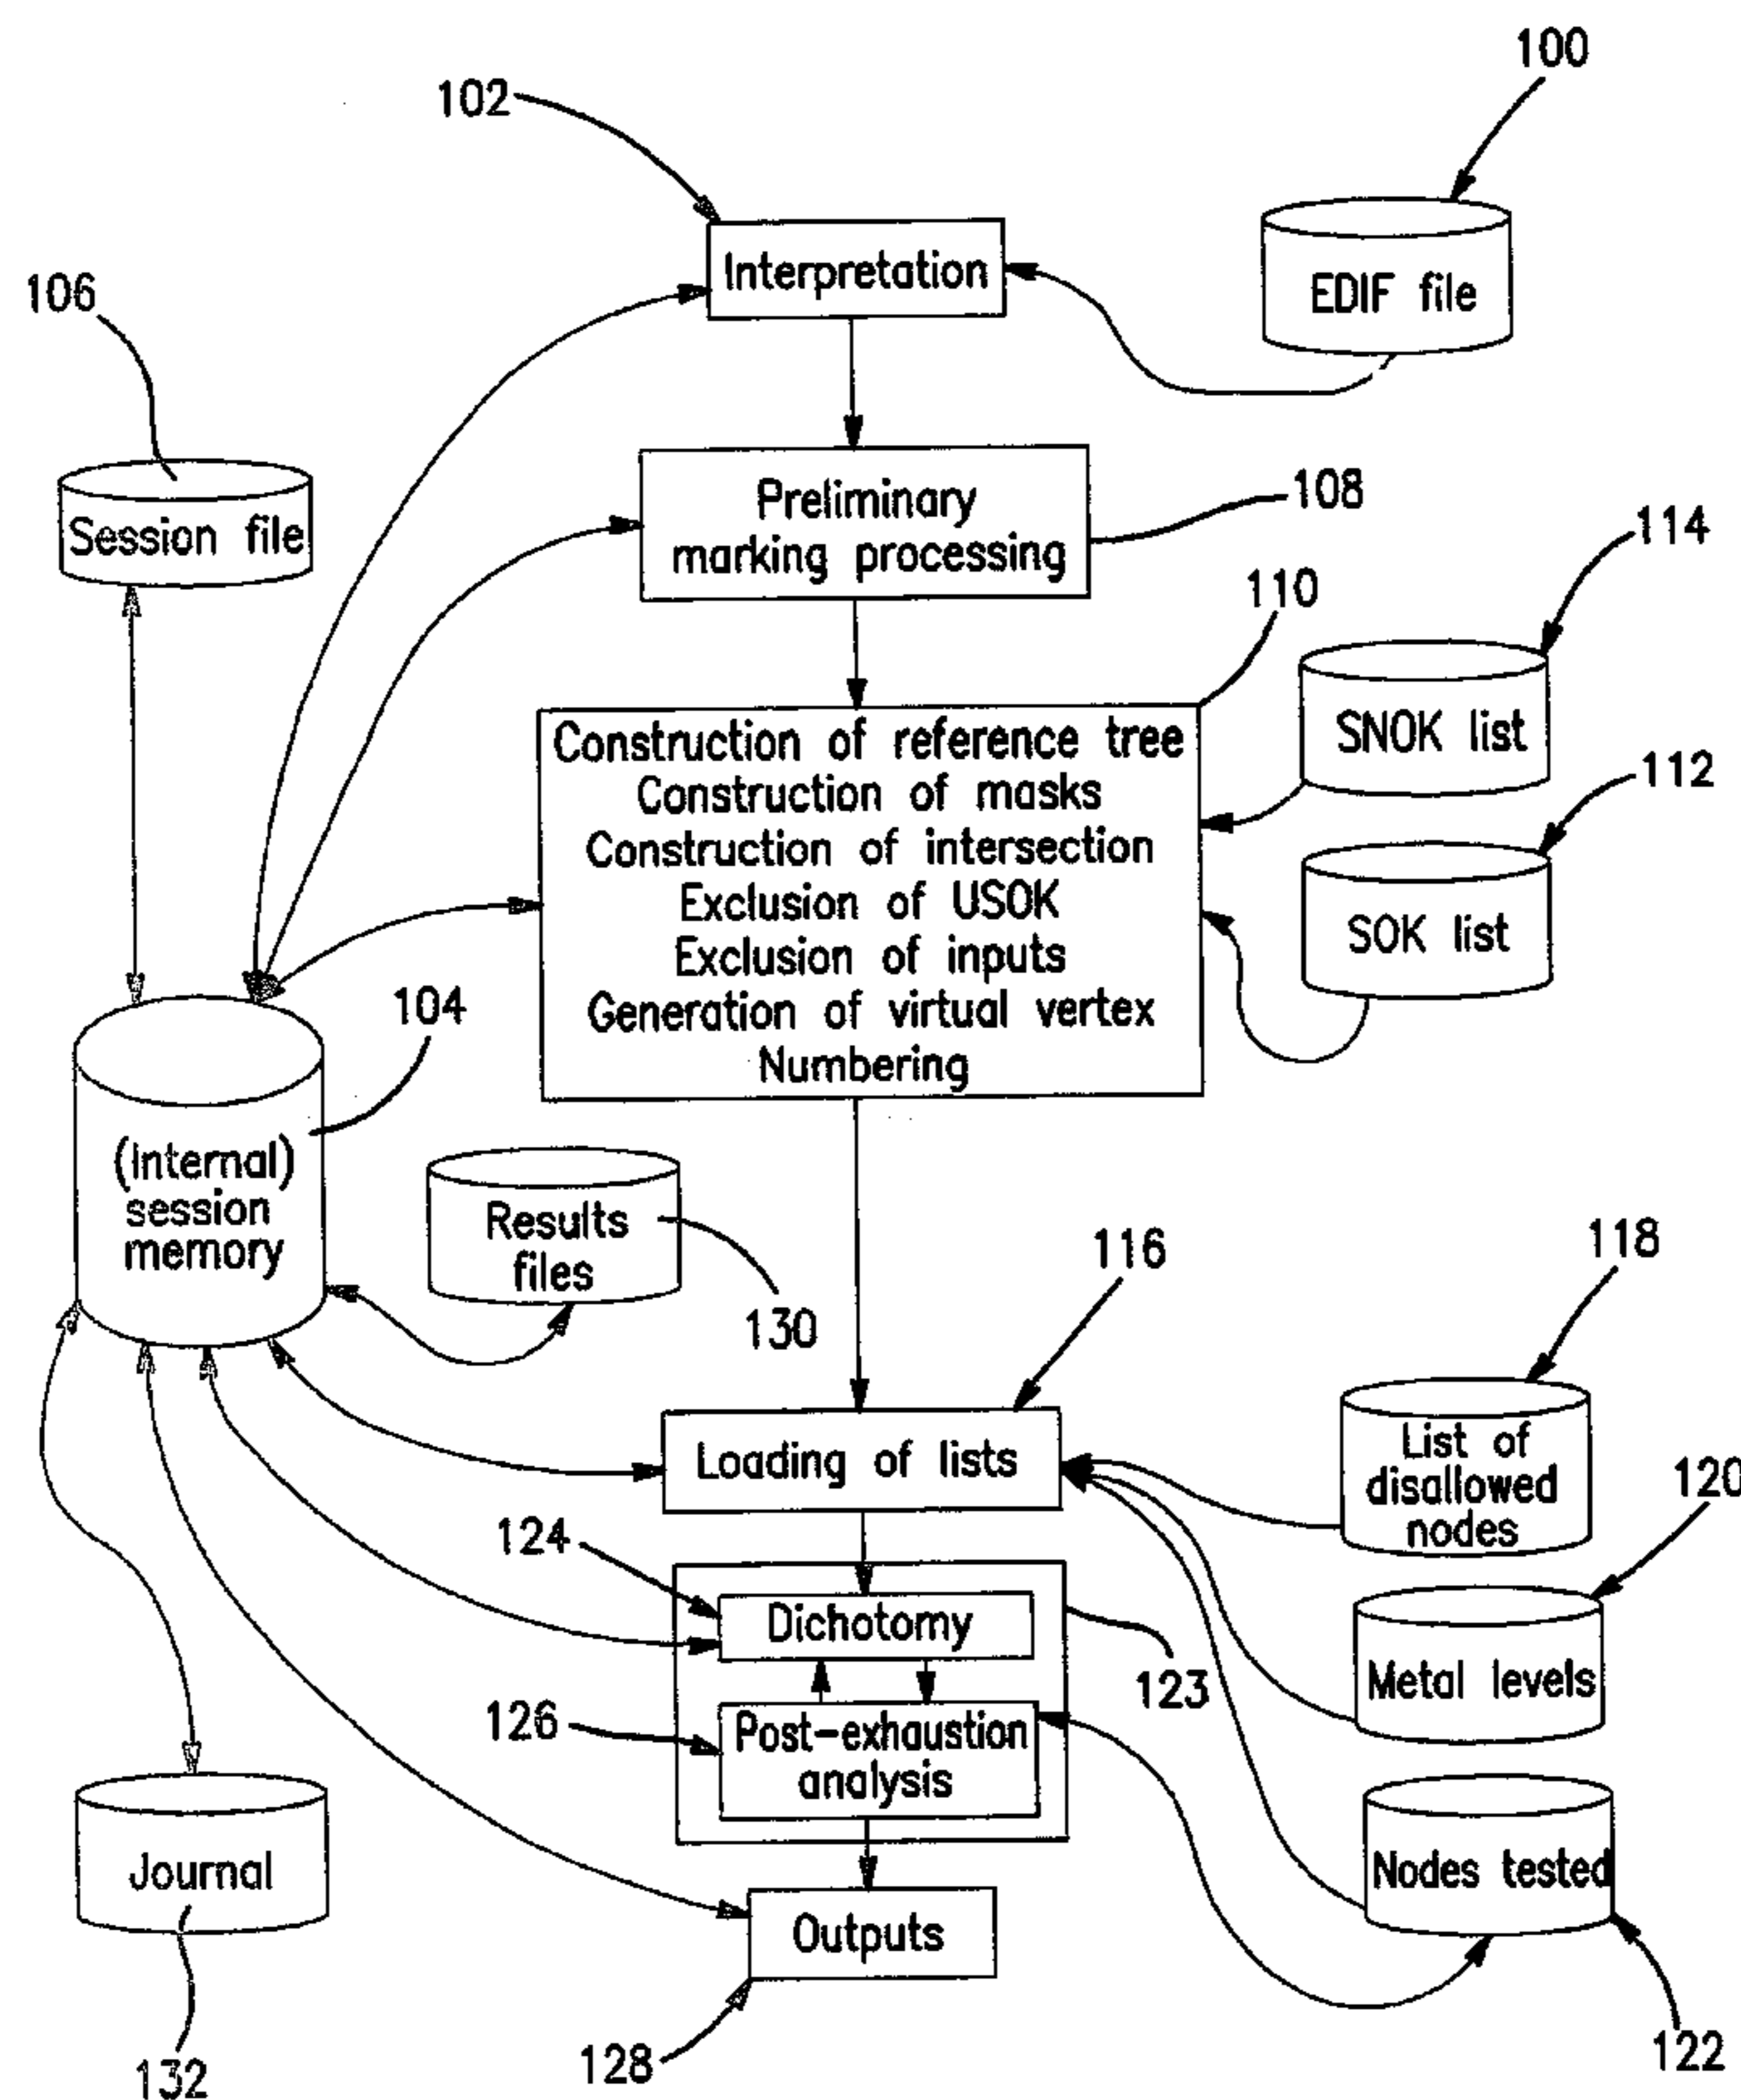 100
102
Interpretation
EDIF file
106
Session file
Preliminary
marking processing
108
110
114
SNOK list
112
SOK list
Construction of reference tree
Construction of masks
Construction of intersection
Exclusion of USOK
Exclusion of inputs
Generation of virtual vertex
Numbering
104
(Internal)
session
memory
Results
files
130
116
Loading of lists
118
List of
disallowed
nodes
120
Metal levels
124
Dichotomy
123
126
Post-exhaustion
analysis
Nodes tested
122
Journal
132
Outputs
128